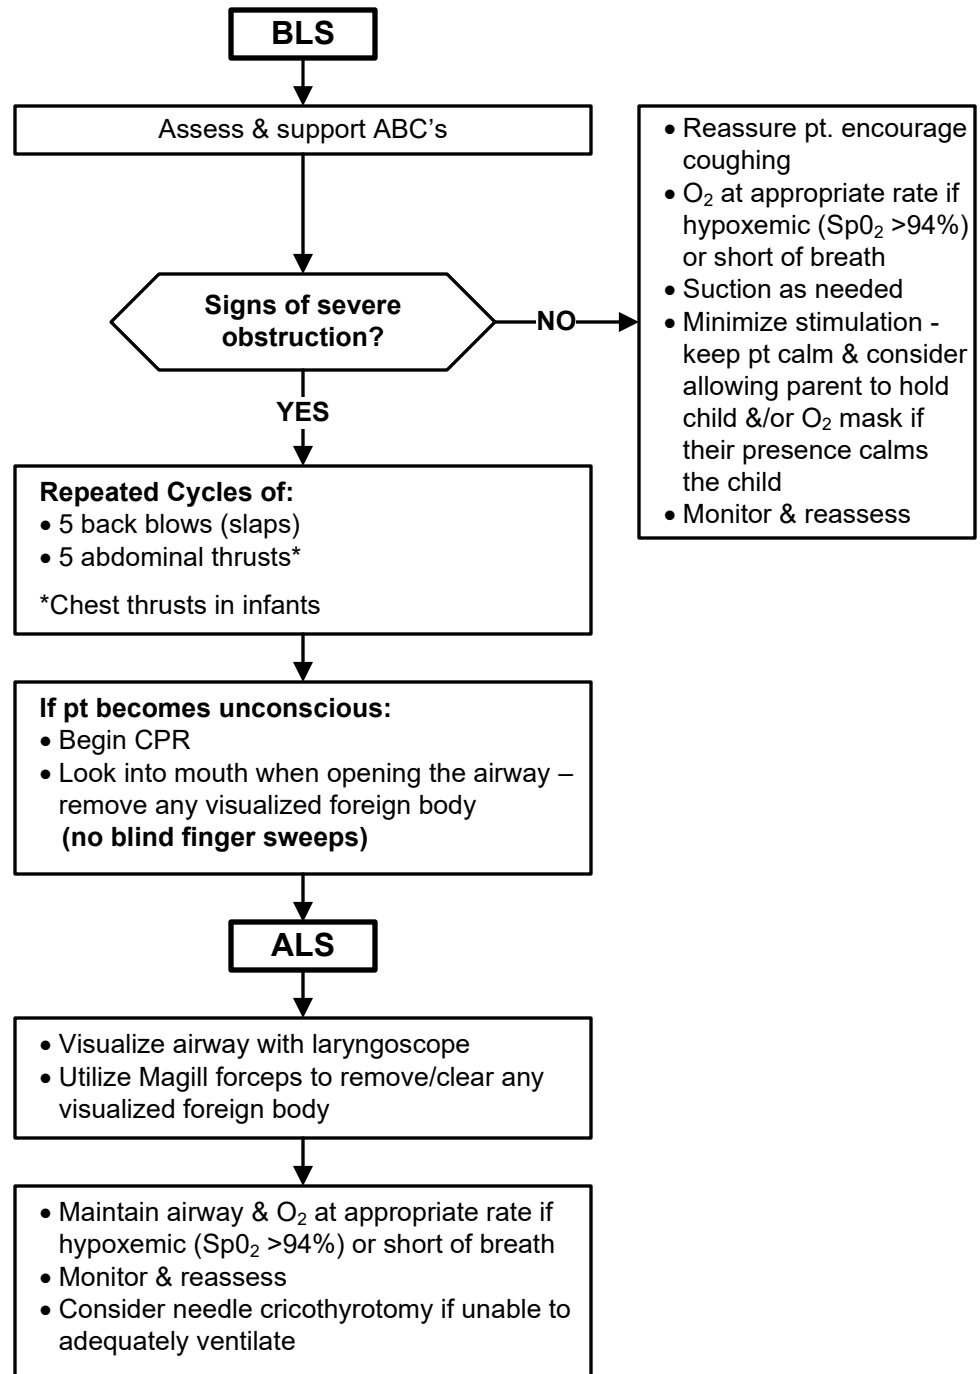 BLS
Assess & support ABC’s
Signs of severe
obstruction?
NO
• Reassure pt. encourage
coughing
• O₂ at appropriate rate if
hypoxemic (Sp0₂ >94%)
or short of breath
• Suction as needed
• Minimize stimulation -
keep pt calm & consider
allowing parent to hold
child &/or O₂ mask if
their presence calms
the child
• Monitor & reassess
YES
Repeated Cycles of:
• 5 back blows (slaps)
• 5 abdominal thrusts*
*Chest thrusts in infants
If pt becomes unconscious:
• Begin CPR
• Look into mouth when opening the airway –
remove any visualized foreign body
(no blind finger sweeps)
ALS
• Visualize airway with laryngoscope
• Utilize Magill forceps to remove/clear any
visualized foreign body
• Maintain airway & O₂ at appropriate rate if
hypoxemic (Sp0₂ >94%) or short of breath
• Monitor & reassess
• Consider needle cricothyrotomy if unable to
adequately ventilate